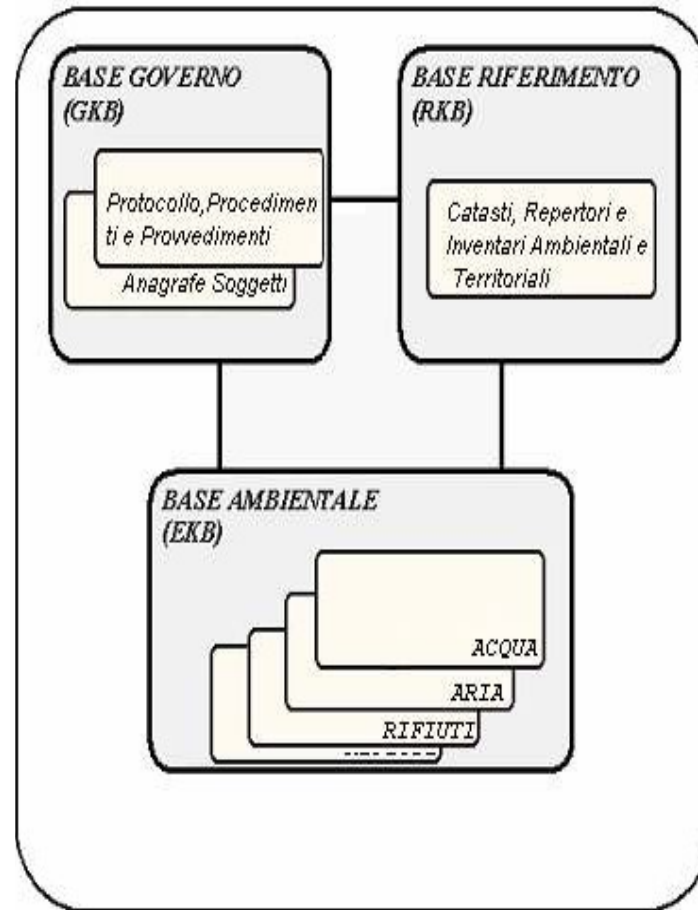 BASE GOVERNO
(GKB)
Protocollo,Procedimen
ti e Provvedimenti
Anagrafe Soggetti
BASE RIFERIMENTO
(RKB)
Catasti, Repertori e
Inventari Ambientali e
Territoriali
BASE AMBIENTALE
(EKB)
ACQUA
ARIA
RIFIUTI